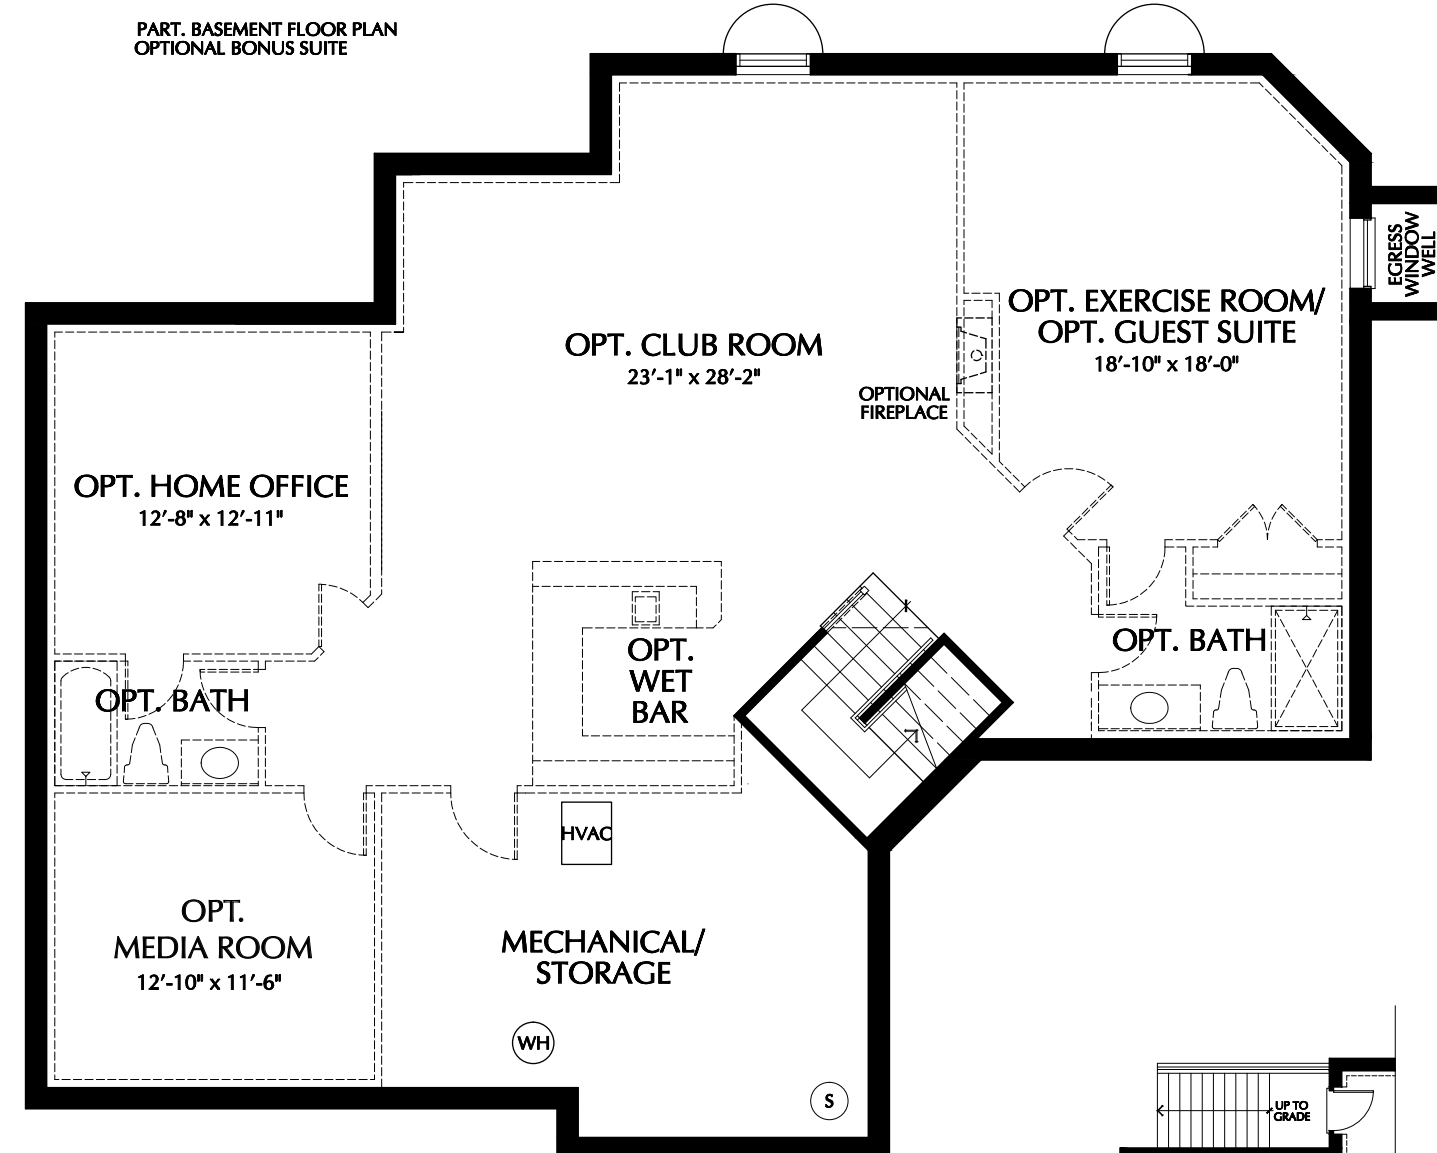 PART. BASEMENT FLOOR PLAN
OPTIONAL BONUS SUITE
EGRESS
WINDOW
WELL
OPT. EXERCISE ROOM/
OPT. GUEST SUITE
18'-10" x 18'-0"
OPT. CLUB ROOM
23'-1" x 28'-2"
OPTIONAL
FIREPLACE
OPT. HOME OFFICE
12'-8" x 12'-11"
OPT. BATH
OPT.
WET
BAR
OPT. BATH
HVAC
OPT.
MEDIA ROOM
12'-10" x 11'-6"
MECHANICAL/
STORAGE
WH
S
UP TO
GRADE